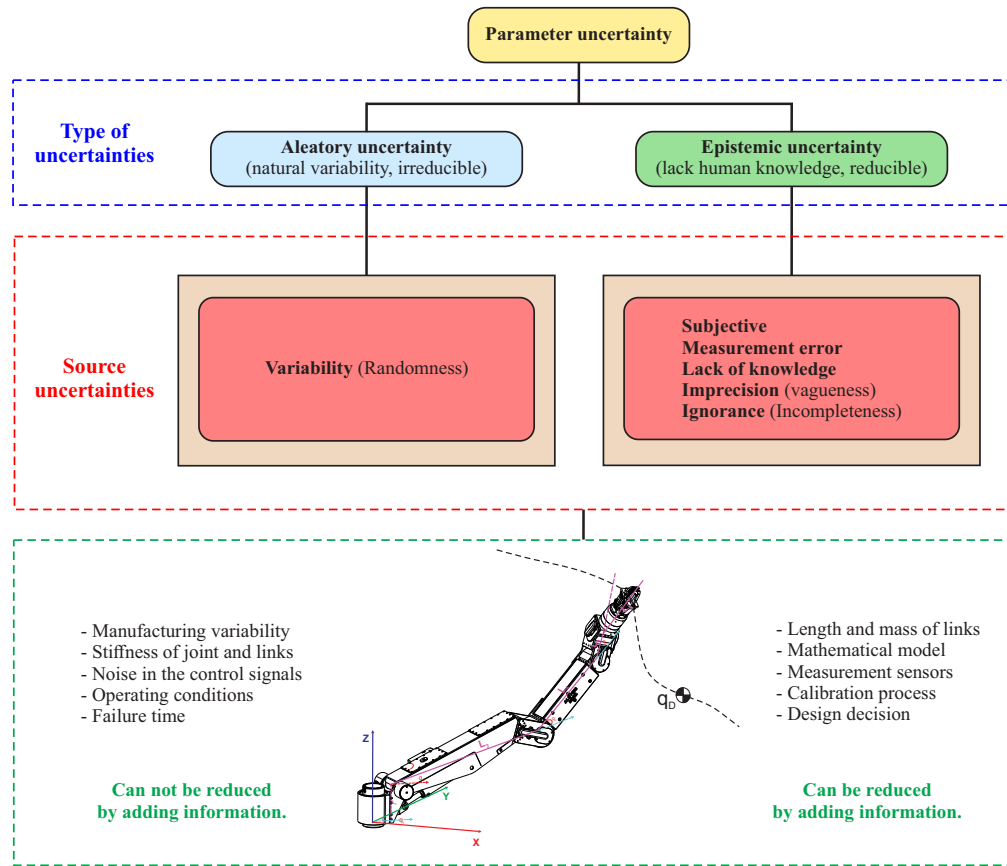 Parameter uncertainty
Type of
uncertainties
Aleatory uncertainty
(natural variability, irreducible)
Epistemic uncertainty
(lack human knowledge, reducible)
Source
uncertainties
Variability (Randomness)
Subjective
Measurement error
Lack of knowledge
Imprecision (vagueness)
Ignorance (Incompleteness)
- Manufacturing variability
- Stiffness of joint and links
- Noise in the control signals
- Operating conditions
- Failure time
Can not be reduced
by adding information.
Z
Y
X
q_D
- Length and mass of links
- Mathematical model
- Measurement sensors
- Calibration process
- Design decision
Can be reduced
by adding information.